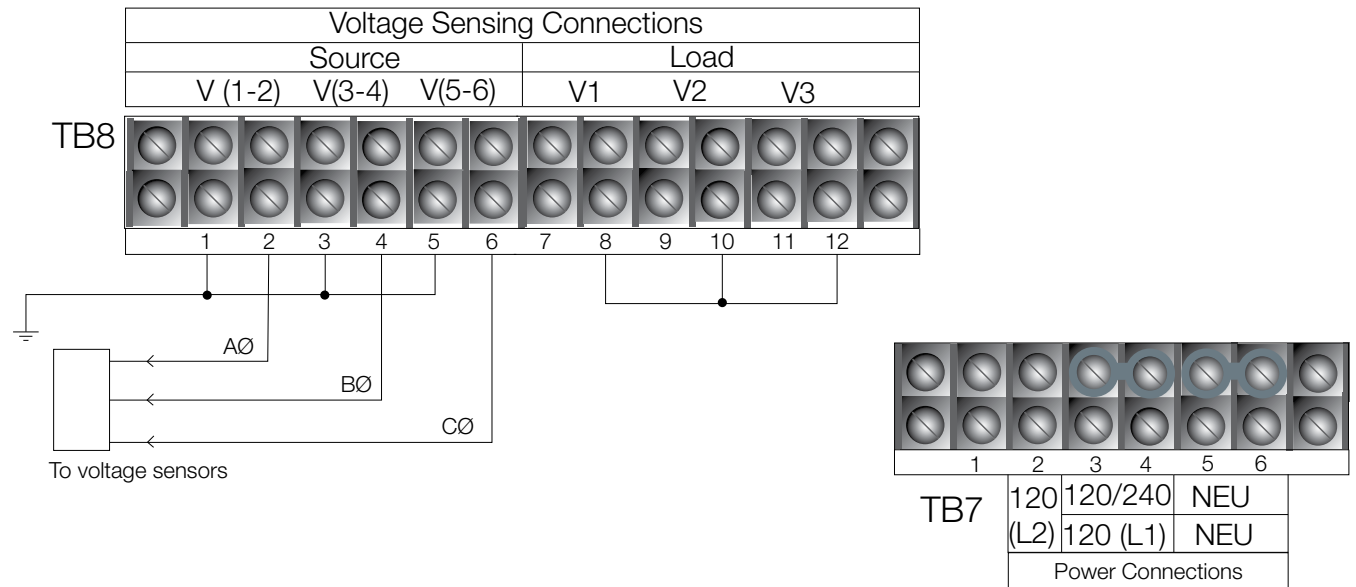 Voltage Sensing Connections
Source Load
V (1-2) V(3-4) V(5-6) V1 V2 V3
TB8
1 2 3 4 5 6 7 8 9 10 11 12
AØ
BØ
CØ
To voltage sensors
1 2 3 4 5 6
TB7
120 120/240 NEU
(L2) 120 (L1) NEU
Power Connections